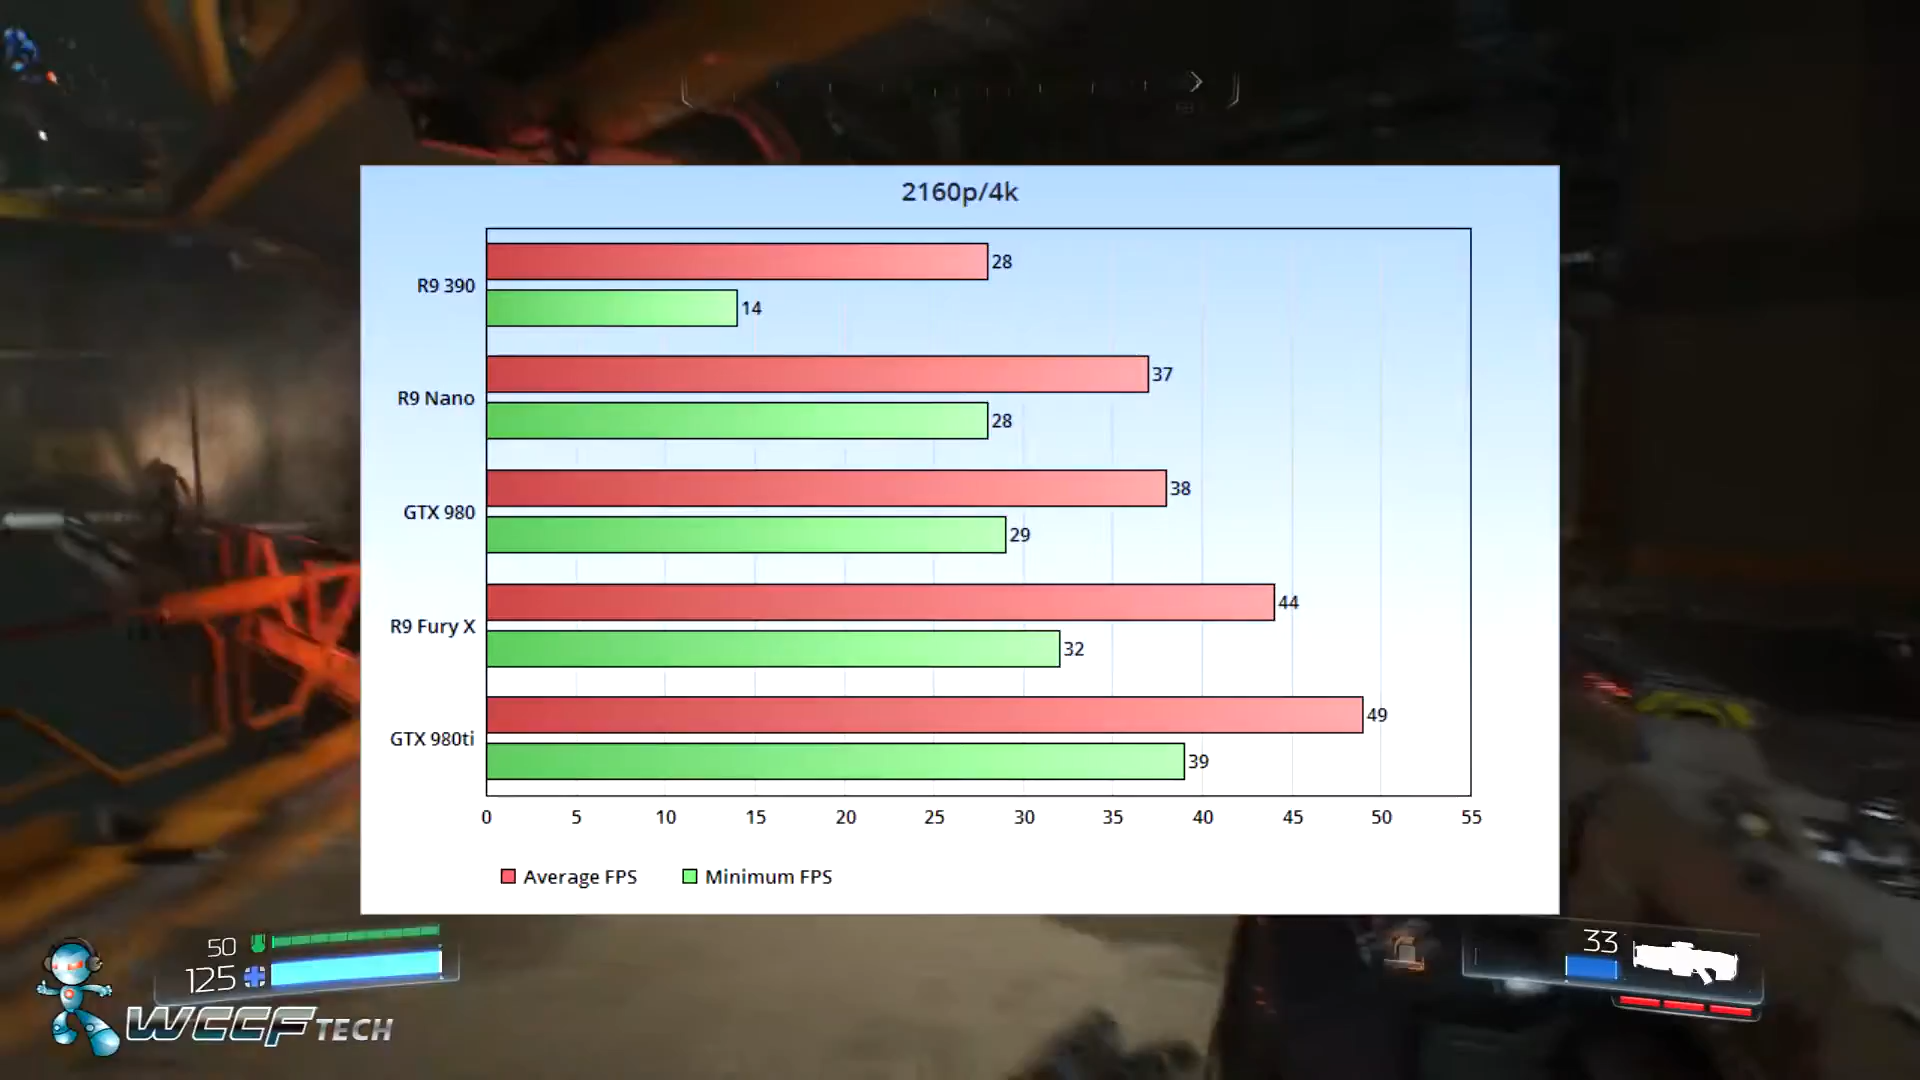 2160p/4k
R9 390
28
14
R9 Nano
37
28
GTX 980
38
29
R9 Fury X
44
32
GTX 980ti
49
39
0 5 10 15 20 25 30 35 40 45 50 55
Average FPS Minimum FPS
50
125
33
WCCF TECH